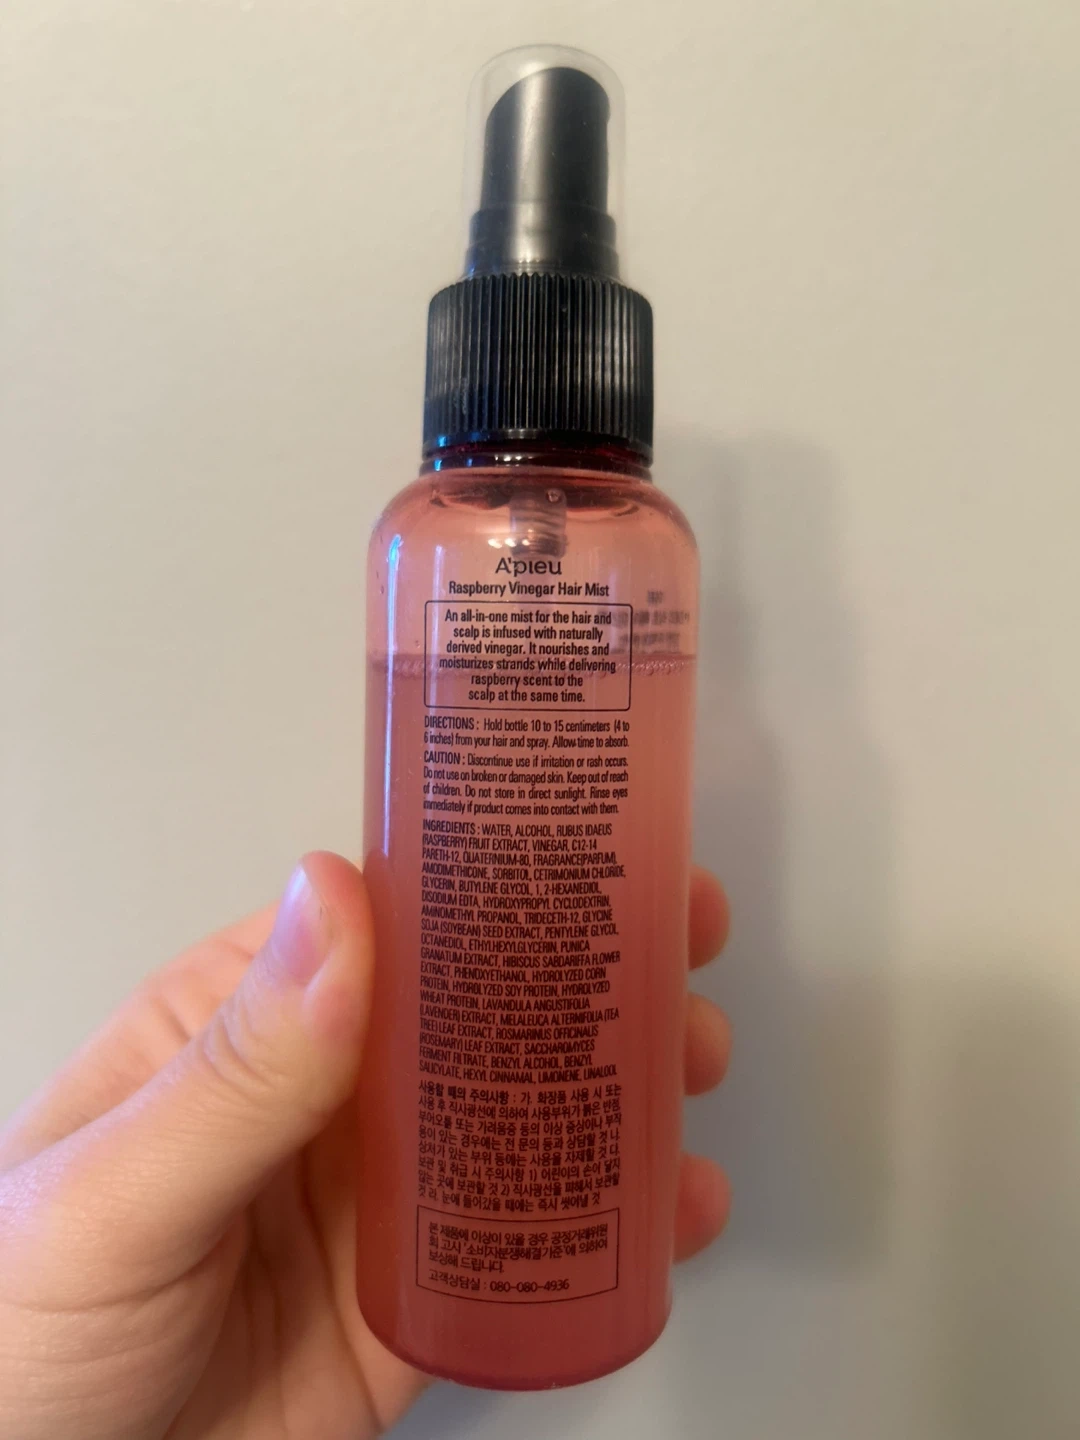 A'pieu
Raspberry Vinegar Hair Mist
An all-in-one mist for the hair and
scalp is infused with naturally
derived vinegar. It nourishes and
moisturizes strands while delivering
raspberry scent to the
scalp at the same time.
DIRECTIONS : Hold bottle 10 to 15 centimeters (4 to
6 inches) from your hair and spray. Allow time to absorb.
CAUTION : Discontinue use if irritation or rash occurs.
Do not use on broken or damaged skin. Keep out of reach
of children. Do not store in direct sunlight. Rinse eyes
immediately if product comes into contact with them.
INGREDIENTS : WATER, ALCOHOL, RUBUS IDAEUS
(RASPBERRY) FRUIT EXTRACT, VINEGAR, C12-14
PARETH-12, QUATERNIUM-80, FRAGRANCE(PARFUM),
AMODIMETHICONE, SORBITOL, CETRIMONIUM CHLORIDE,
GLYCERIN, BUTYLENE GLYCOL, 1, 2-HEXANEDIOL,
DISODIUM EDTA, HYDROXYPROPYL CYCLODEXTRIN,
AMINOMETHYL PROPANOL, TRIDECETH-12, GLYCINE
SOJA (SOYBEAN) SEED EXTRACT, PENTYLENE GLYCOL,
OCTANEDIOL, ETHYLHEXYLGLYCERIN, PUNICA
GRANATUM EXTRACT, HIBISCUS SABDARIFFA FLOWER
EXTRACT, PHENOXYETHANOL, HYDROLYZED CORN
PROTEIN, HYDROLYZED SOY PROTEIN, HYDROLYZED
WHEAT PROTEIN, LAVANDULA ANGUSTIFOLIA
(LAVENDER) EXTRACT, MELALEUCA ALTERNIFOLIA (TEA
TREE) LEAF EXTRACT, ROSMARINUS OFFICINALIS
(ROSEMARY) LEAF EXTRACT, SACCHAROMYCES
FERMENT FILTRATE, BENZYL ALCOHOL, BENZYL
SALICYLATE, HEXYL CINNAMAL, LIMONENE, LINALOOL
사용할 때의 주의사항 : 가. 화장품 사용 시 또는
사용 후 직사광선에 의하여 사용부위가 붉은 반점,
부어오름 또는 가려움증 등의 이상 증상이나 부작
용이 있는 경우에는 전문의 등과 상담할 것 나.
상처가 있는 부위 등에는 사용을 자제할 것 다.
보관 및 취급 시 주의사항 1) 어린이의 손이 닿지
않는 곳에 보관할 것 2) 직사광선을 피해서 보관할
것 라. 눈에 들어갔을 때에는 즉시 씻어낼 것
본 제품에 이상이 있을 경우 공정거래위원
회 고시 '소비자분쟁해결기준'에 의하여
보상해 드립니다.
고객상담실 : 080-080-4936